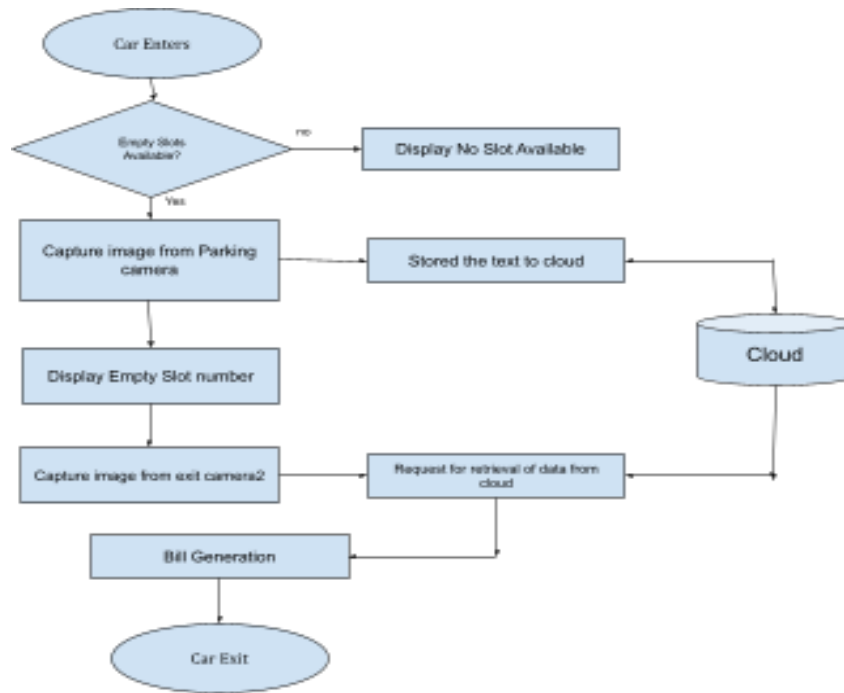 Car Enters
Empty Slots
Available?
no
Display No Slot Available
Yes
Capture image from Parking
camera
Stored the text to cloud
Cloud
Display Empty Slot number
Capture image from exit camera2
Request for retrieval of data from
cloud
Bill Generation
Car Exit